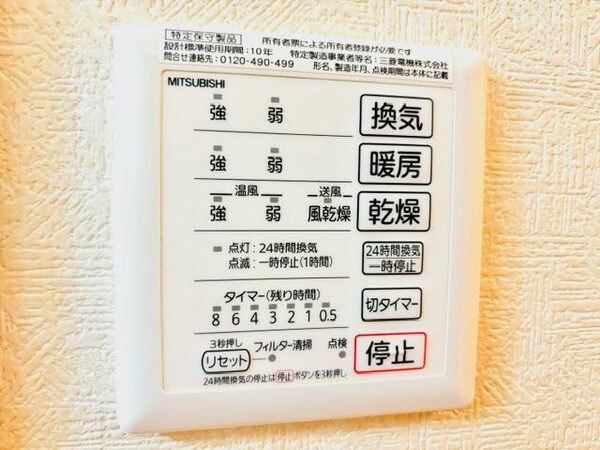 特定保守製品 所有者票による所有者登録が必要です
設計標準使用期間:10年 特定製造事業者等名:三菱電機株式会社
問合せ連絡先:0120-490-499 形名、製造年月、点検期間は本体に記載
MITSUBISHI
強 弱 換気
強 弱 暖房
温風 送風
強 弱 風乾燥 乾燥
点灯:24時間換気
点滅:一時停止(1時間)
24時間換気
一時停止
タイマー(残り時間)
8 6 4 3 2 1 0.5
切タイマー
3秒押し
リセット フィルター清掃 点検
停止
24時間換気の停止は停止ボタンを3秒押し